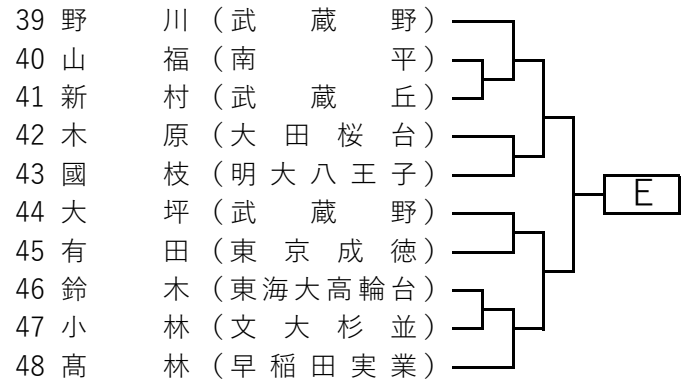 39 野 川 (武 蔵 野)
40 山 福 (南 平)
41 新 村 (武 蔵 丘)
42 木 原 (大 田 桜 台)
43 國 枝 (明 大 八 王 子)
44 大 坪 (武 蔵 野)
45 有 田 (東 京 成 徳)
46 鈴 木 (東海大高輪台)
47 小 林 (文 大 杉 並)
48 髙 林 (早 稲 田 実 業)
E